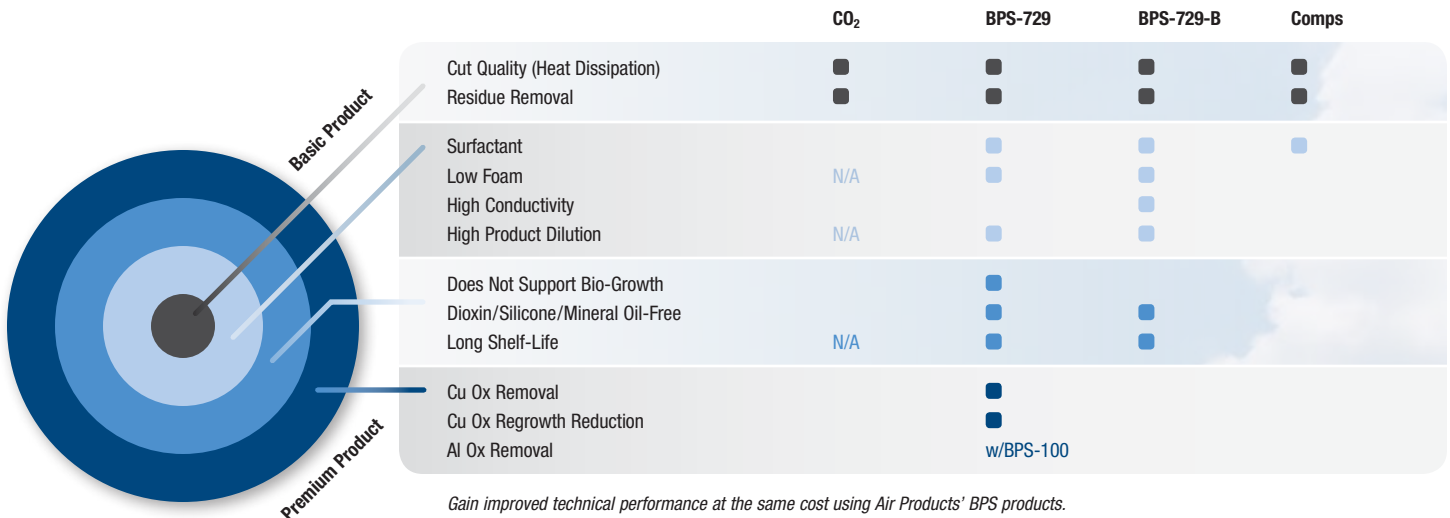 CO₂ BPS-729 BPS-729-B Comps
Basic Product
Cut Quality (Heat Dissipation)
Residue Removal
Surfactant
Low Foam N/A
High Conductivity
High Product Dilution N/A
Does Not Support Bio-Growth
Dioxin/Silicone/Mineral Oil-Free
Long Shelf-Life N/A
Cu Ox Removal
Cu Ox Regrowth Reduction
Al Ox Removal w/BPS-100
Premium Product
Gain improved technical performance at the same cost using Air Products’ BPS products.